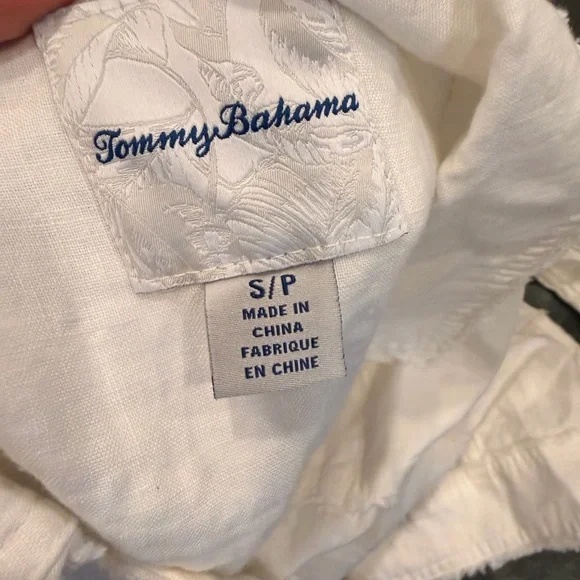 Tommy Bahama
S/P
MADE IN
CHINA
FABRIQUE
EN CHINE